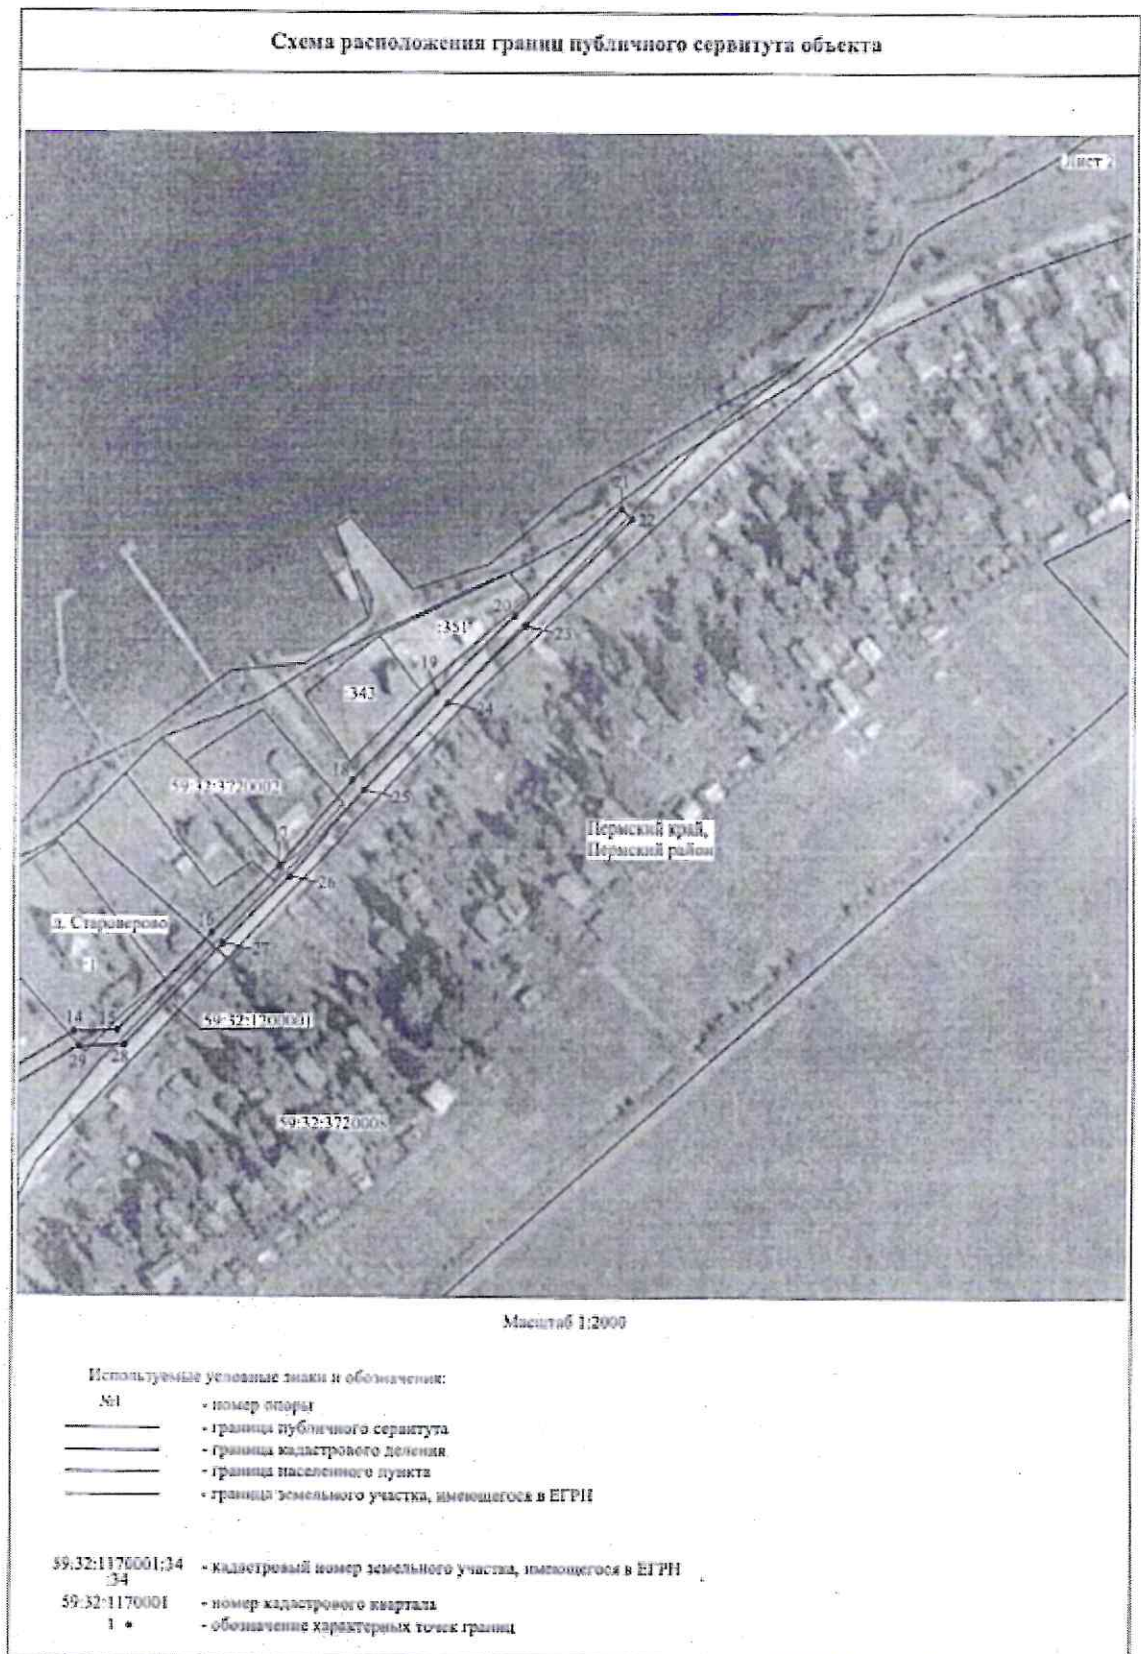 Схема расположения границ публичного сервитута объекта
Лист 2
21
22
20
:351
23
19
:343
24
18
25
59:32:3720002
Пермский край,
Пермский район
17
26
д. Староверово
16
27
:1
14
15
29
28
59:32:3720008
Масштаб 1:2000
Используемые условные знаки и обозначения:
№1
- номер опоры
- граница публичного сервитута
- граница кадастрового деления
- граница населенного пункта
- граница земельного участка, имеющегося в ЕГРН
59:32:1170001:34
:34
- кадастровый номер земельного участка, имеющегося в ЕГРН
59:32:1170001
- номер кадастрового квартала
1
- обозначение характерных точек границ